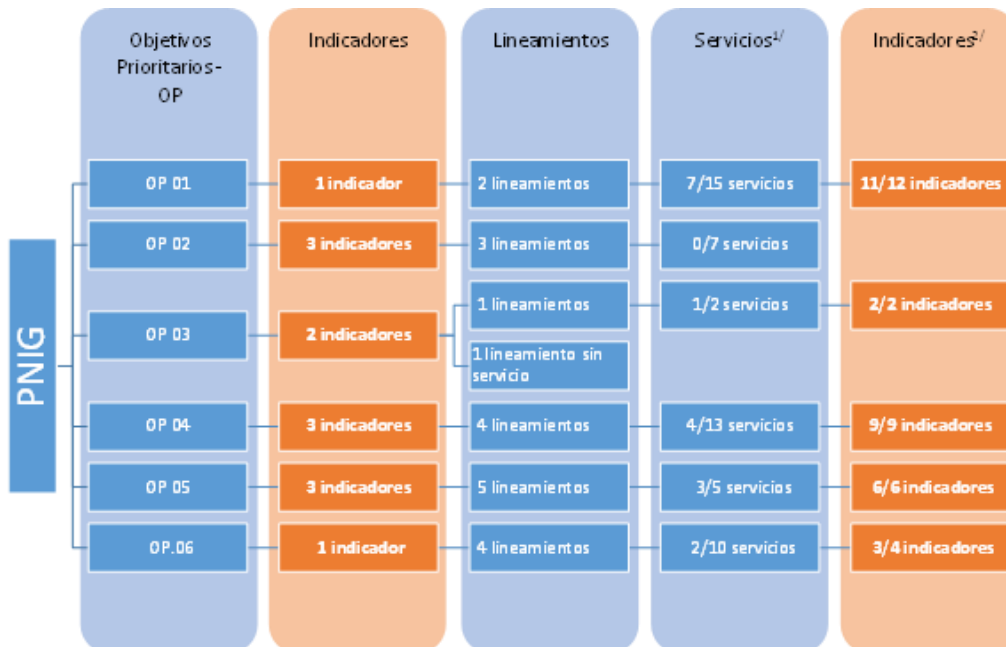 Objetivos
Prioritarios-
OP
Indicadores
Lineamientos
Servicios1/
Indicadores2/
PNIG
OP 01
1 indicador
2 lineamientos
7/15 servicios
11/12 indicadores
OP 02
3 indicadores
3 lineamientos
0/7 servicios
OP 03
2 indicadores
1 lineamientos
1/2 servicios
2/2 indicadores
1 lineamiento sin
servicio
OP 04
3 indicadores
4 lineamientos
4/13 servicios
9/9 indicadores
OP 05
3 indicadores
5 lineamientos
3/5 servicios
6/6 indicadores
OP.06
1 indicador
4 lineamientos
2/10 servicios
3/4 indicadores